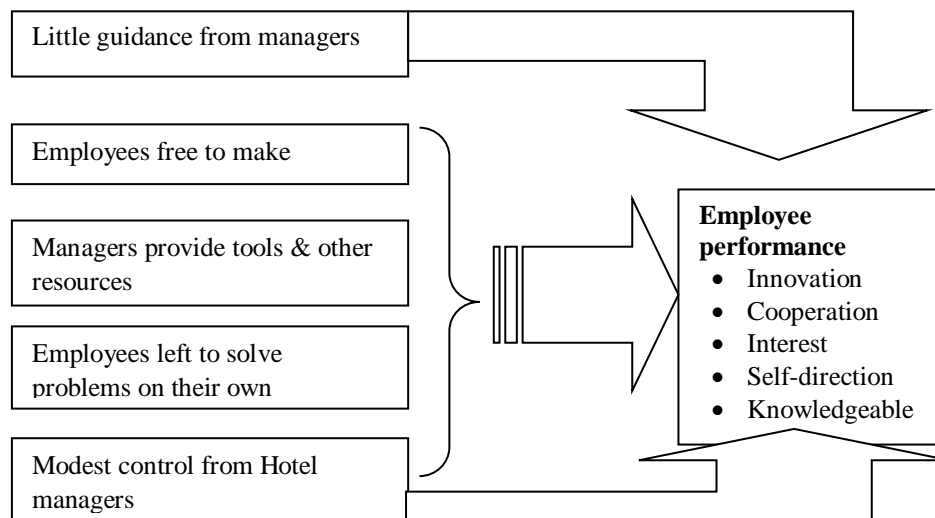 Little guidance from managers
Employees free to make
Managers provide tools & other
resources
Employees left to solve
problems on their own
Modest control from Hotel
managers
Employee
performance
• Innovation
• Cooperation
• Interest
• Self-direction
• Knowledgeable